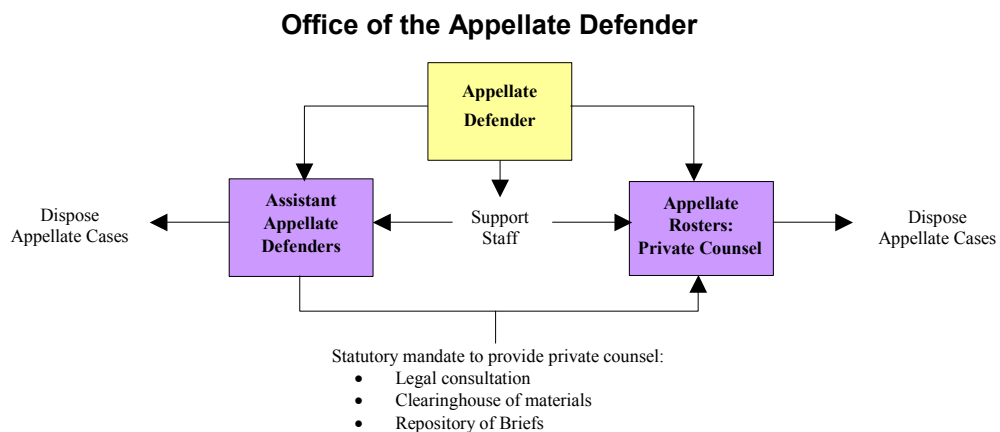 Office of the Appellate Defender
Appellate
Defender
Assistant
Appellate
Defenders
Appellate
Rosters:
Private Counsel
Dispose
Appellate Cases
Support
Staff
Dispose
Appellate Cases
Statutory mandate to provide private counsel:
• Legal consultation
• Clearinghouse of materials
• Repository of Briefs